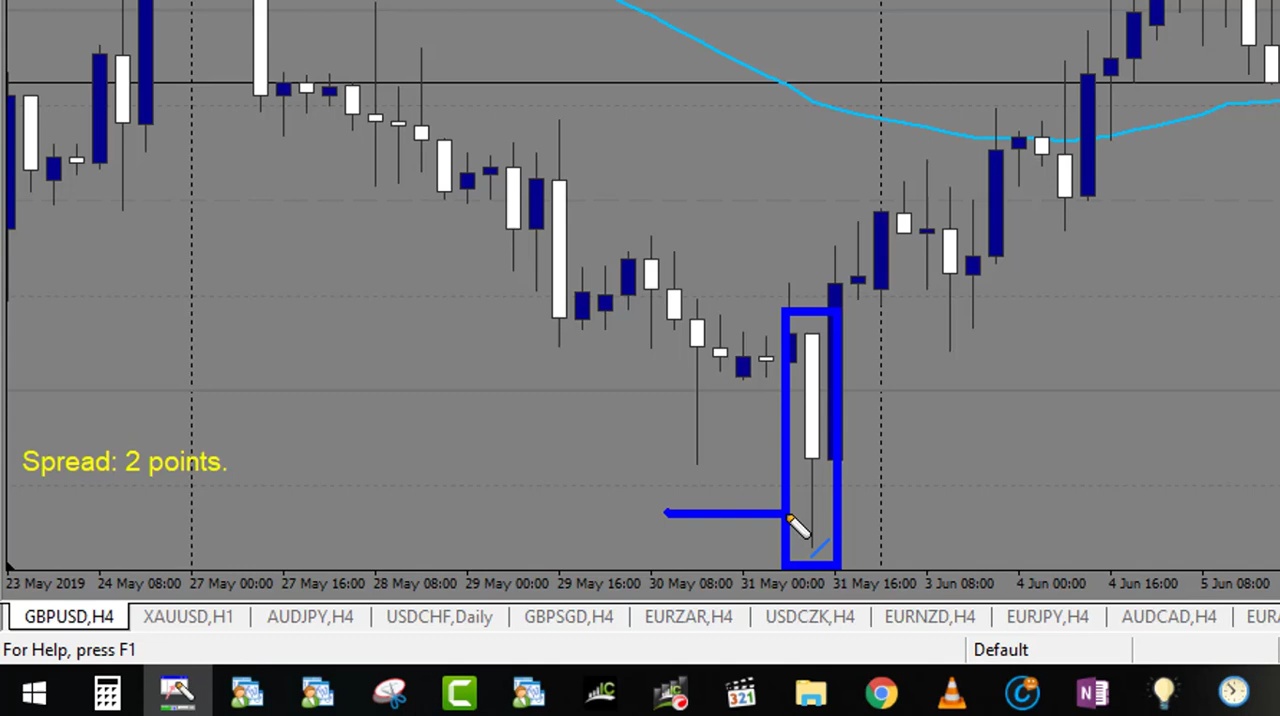 Spread: 2 points.
23 May 2019 24 May 08:00 27 May 00:00 27 May 16:00 28 May 08:00 29 May 00:00 29 May 16:00 30 May 08:00 31 May 00:00 31 May 16:00 3 Jun 08:00 4 Jun 00:00 4 Jun 16:00 5 Jun 08:00
GBPUSD,H4 XAUUSD,H1 AUDJPY,H4 USDCHF,Daily GBPSGD,H4 EURZAR,H4 USDCZK,H4 EURNZD,H4 EURJPY,H4 AUDCAD,H4 EURA
For Help, press F1 Default
IC IC 321 C N